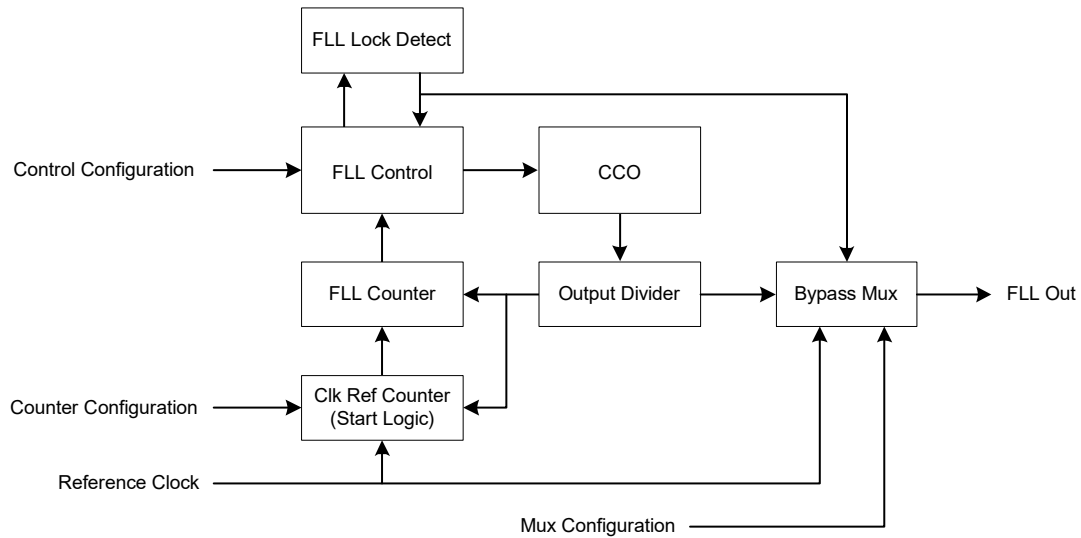 FLL Lock Detect
Control Configuration
FLL Control
CCO
FLL Counter
Output Divider
Bypass Mux
FLL Out
Counter Configuration
Clk Ref Counter
(Start Logic)
Reference Clock
Mux Configuration